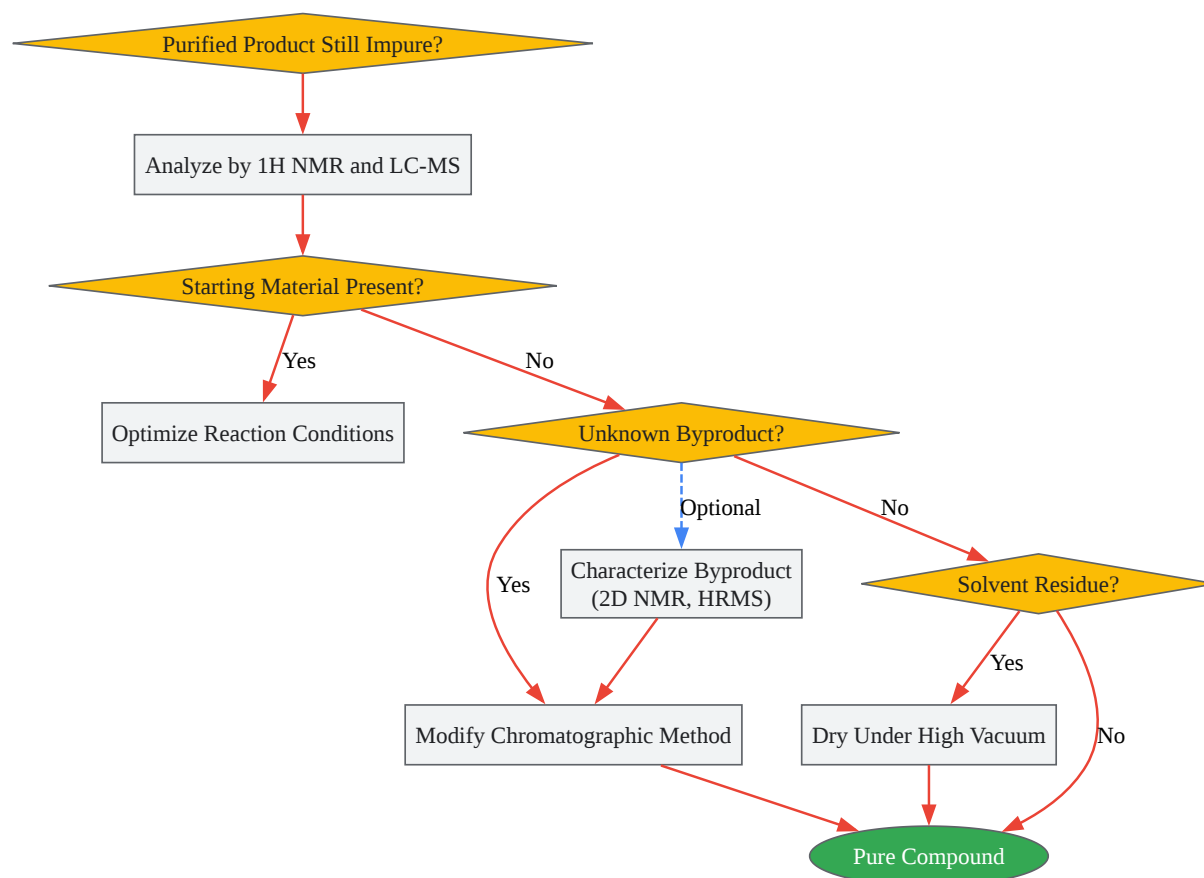 Purified Product Still Impure?
Analyze by 1H NMR and LC-MS
Starting Material Present?
Yes
No
Optimize Reaction Conditions
Unknown Byproduct?
Optional
No
Yes
Characterize Byproduct
(2D NMR, HRMS)
Solvent Residue?
Yes
No
Modify Chromatographic Method
Dry Under High Vacuum
Pure Compound